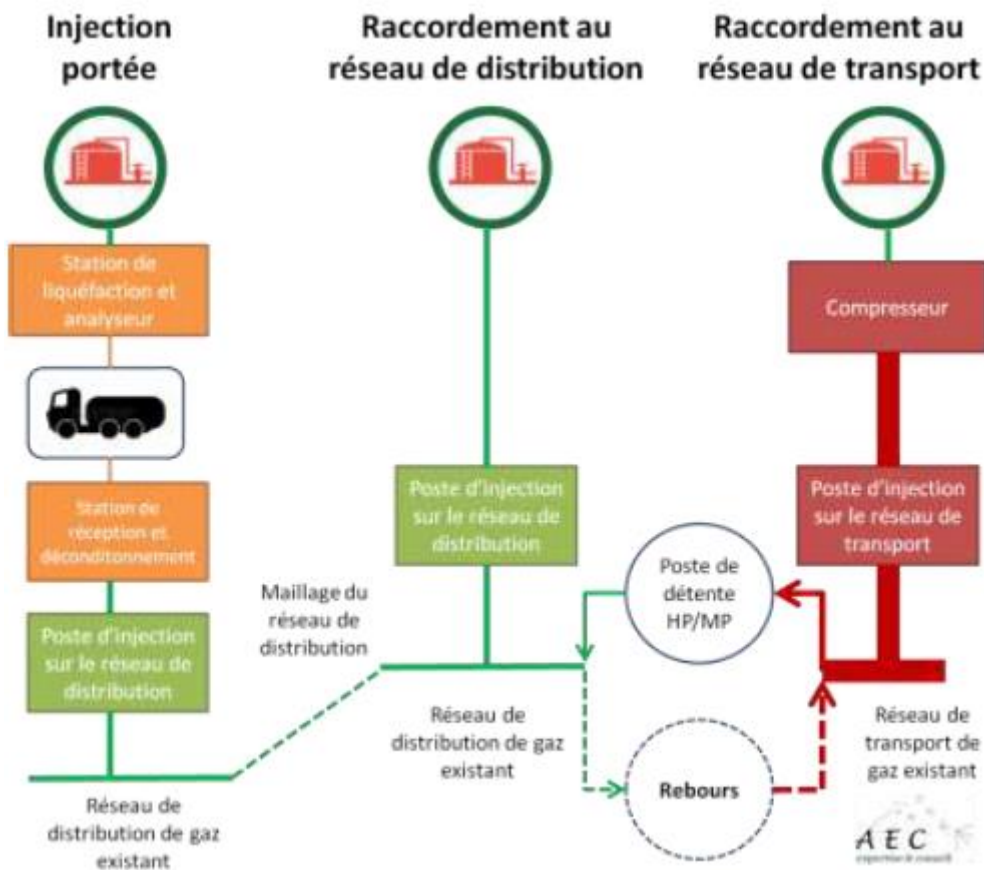 Injection
portée
Raccordement au
réseau de distribution
Raccordement au
réseau de transport
Station de
liquéfaction et
analyseur
Compresseur
Station de
réception et
déconditonnement
Poste d'injection
sur le réseau de
distribution
Poste d'injection
sur le réseau de
transport
Poste de
détente
HP/MP
Maillage du
réseau de
distribution
Poste d'injection
sur le réseau de
distribution
Réseau de
distribution de gaz
existant
Rebours
Réseau de
transport de
gaz existant
Réseau de
distribution de gaz
existant
A E C
expertise & conseil